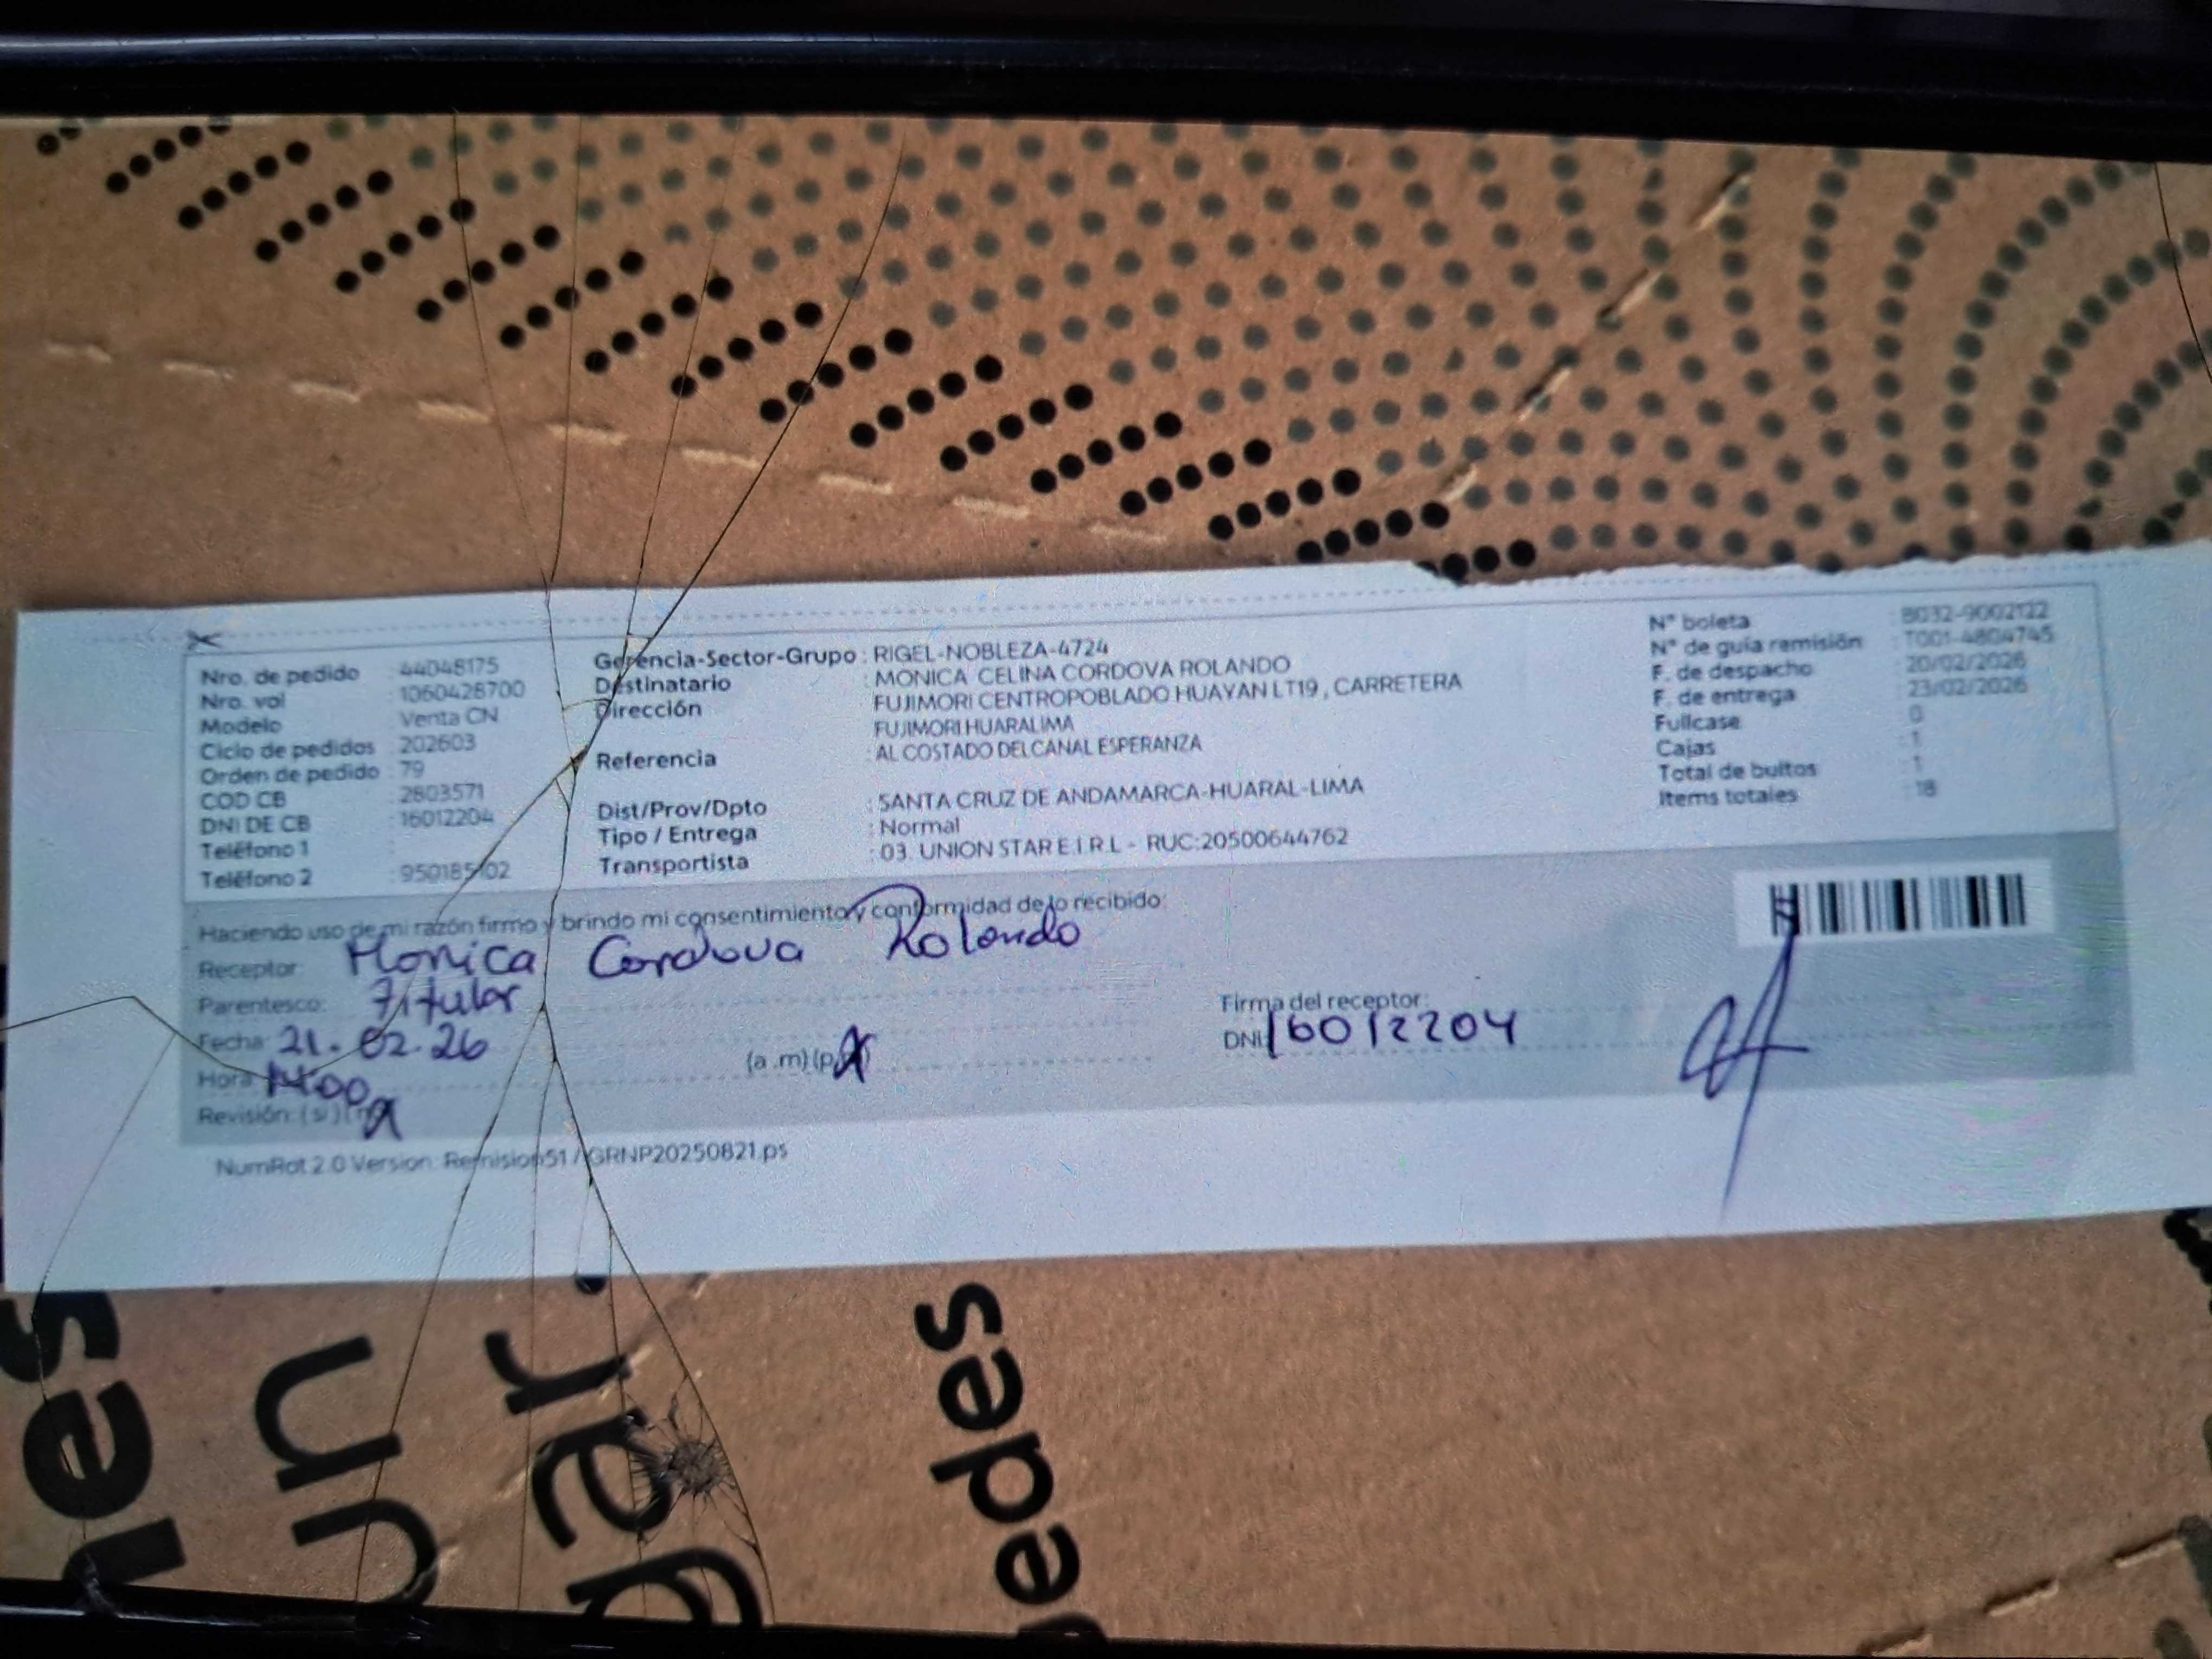 Nro. de pedido : 44048175
Nro. vol : 1060428700
Modelo : Venta CN
Ciclo de pedidos : 202603
Orden de pedido : 79
COD CB : 2803571
DNI DE CB : 16012204
Teléfono 1 :
Teléfono 2 : 950185102
Gerencia-Sector-Grupo : RIGEL-NOBLEZA-4724
Destinatario : MONICA CELINA CORDOVA ROLANDO
Dirección : FUJIMORI CENTROPOBLADO HUAYAN LT19 , CARRETERA
FUJIMORI.HUARALIMA
Referencia : AL COSTADO DEL CANAL ESPERANZA
Dist/Prov/Dpto : SANTA CRUZ DE ANDAMARCA-HUARAL-LIMA
Tipo / Entrega : Normal
Transportista : 03. UNION STAR E.I.R.L - RUC:20500644762
N° boleta : B032-9002122
N° de guía remisión : T001-4804745
F. de despacho : 20/02/2026
F. de entrega : 23/02/2026
Fullcase : 0
Cajas : 1
Total de bultos : 1
Items totales : 18
Haciendo uso de mi razón firmo y brindo mi consentimiento y conformidad de lo recibido:
Receptor: Monica Cordova Rolando
Parentesco: Titular
Fecha: 21-02-26
Hora: 14:00 (a.m) (p.m)
Revisión: (si) (no)
Firma del receptor:
DNI: 16012204
NumRot 2.0 Version: Remision51 / GRNP20250821.ps
nes
un
gar.
edes